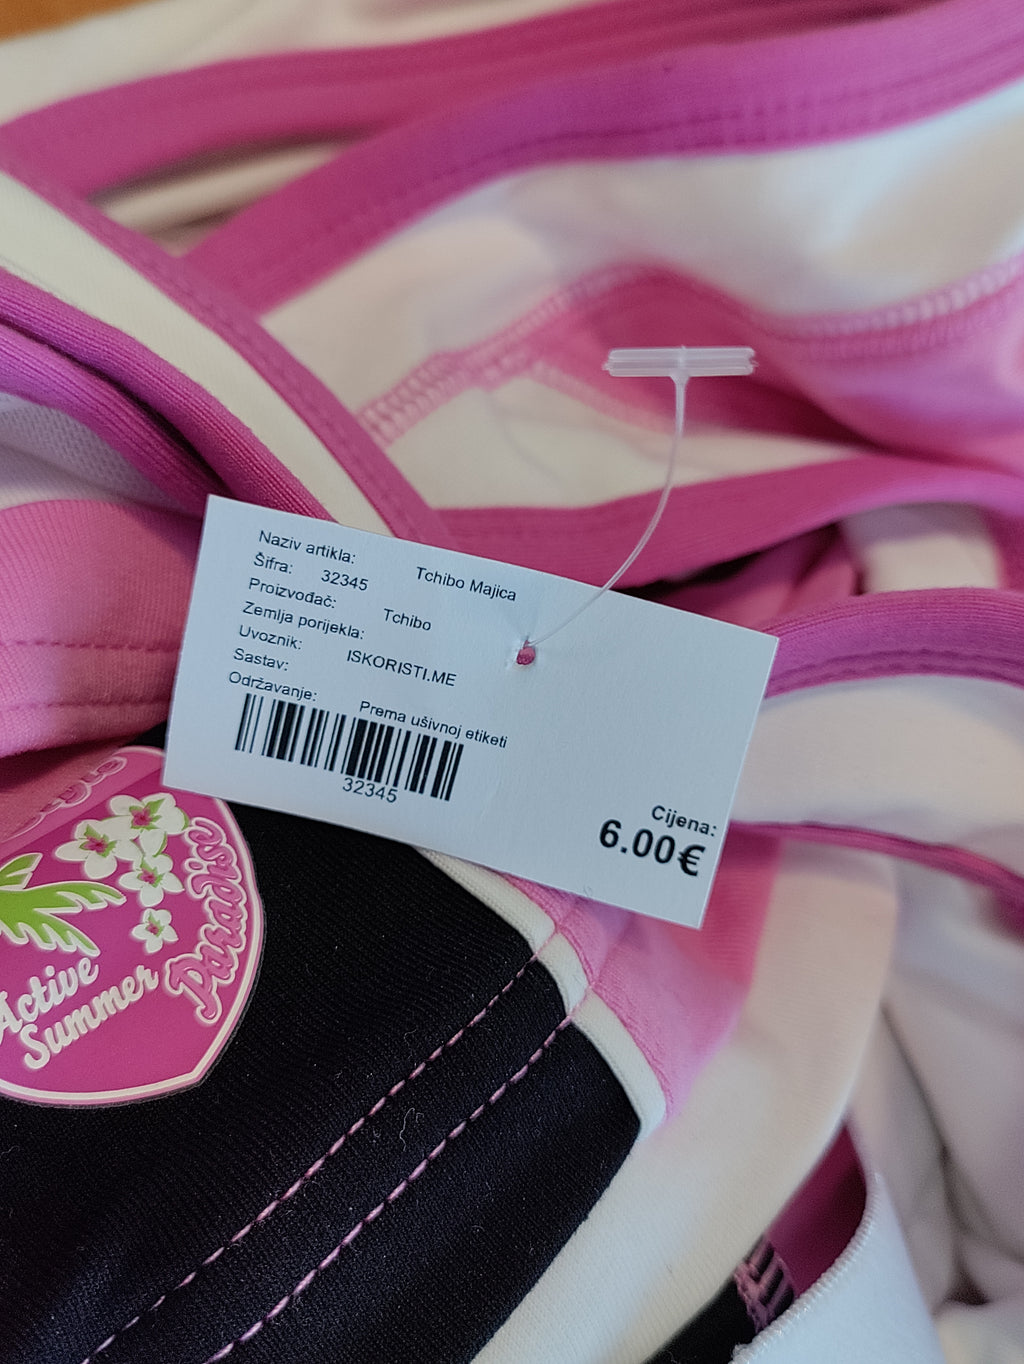 Naziv artikla: Tchibo Majica
Šifra: 32345
Proizvođač: Tchibo
Zemlja porijekla:
Uvoznik: ISKORISTI.ME
Sastav:
Održavanje: Prema ušivnoj etiketi
32345
Cijena:
6.00€
Active
Summer
Paradise